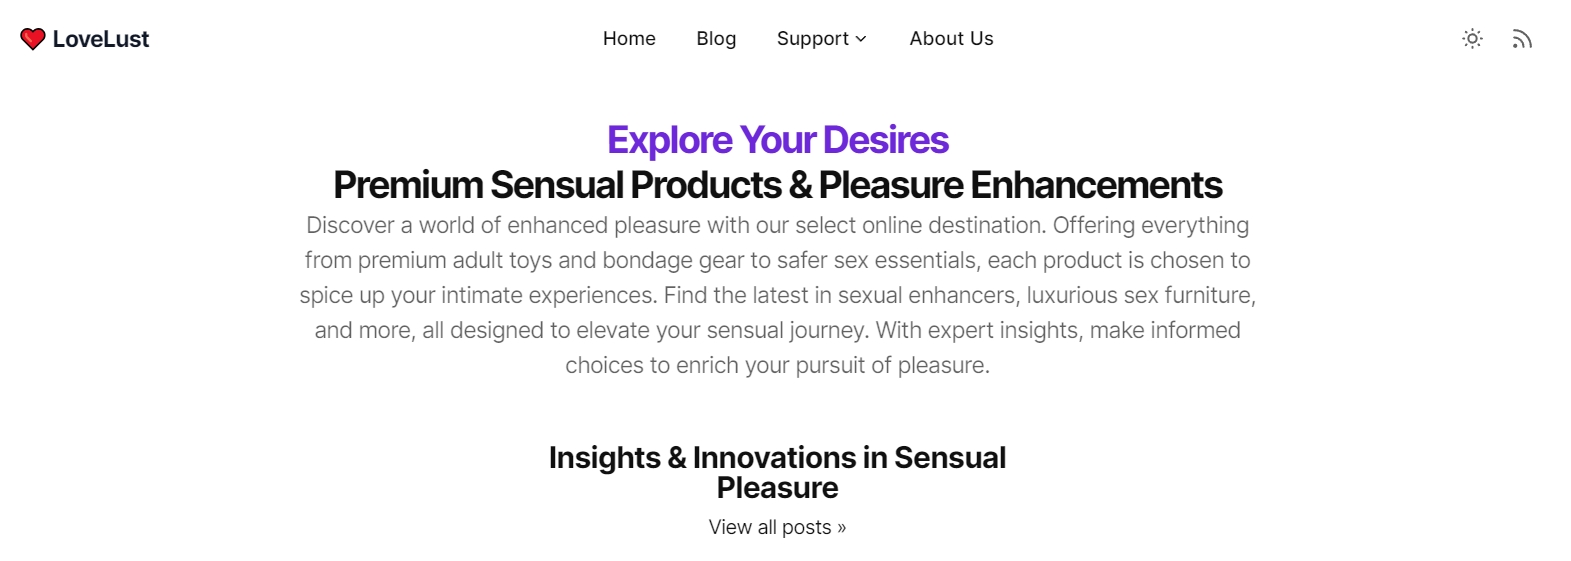 LoveLust
Home Blog Support About Us
Explore Your Desires
Premium Sensual Products & Pleasure Enhancements
Discover a world of enhanced pleasure with our select online destination. Offering everything
from premium adult toys and bondage gear to safer sex essentials, each product is chosen to
spice up your intimate experiences. Find the latest in sexual enhancers, luxurious sex furniture,
and more, all designed to elevate your sensual journey. With expert insights, make informed
choices to enrich your pursuit of pleasure.
Insights & Innovations in Sensual
Pleasure
View all posts »